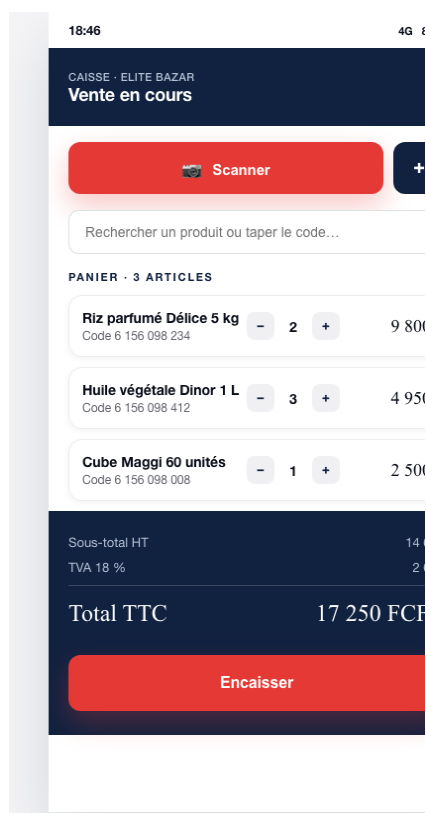 18:46 4G
CAISSE · ELITE BAZAR
Vente en cours
Scanner +
Rechercher un produit ou taper le code…
PANIER · 3 ARTICLES
Riz parfumé Délice 5 kg − 2 + 9 800
Code 6 156 098 234
Huile végétale Dinor 1 L − 3 + 4 950
Code 6 156 098 412
Cube Maggi 60 unités − 1 + 2 500
Code 6 156 098 008
Sous-total HT 14
TVA 18 % 2
Total TTC 17 250 FCF
Encaisser